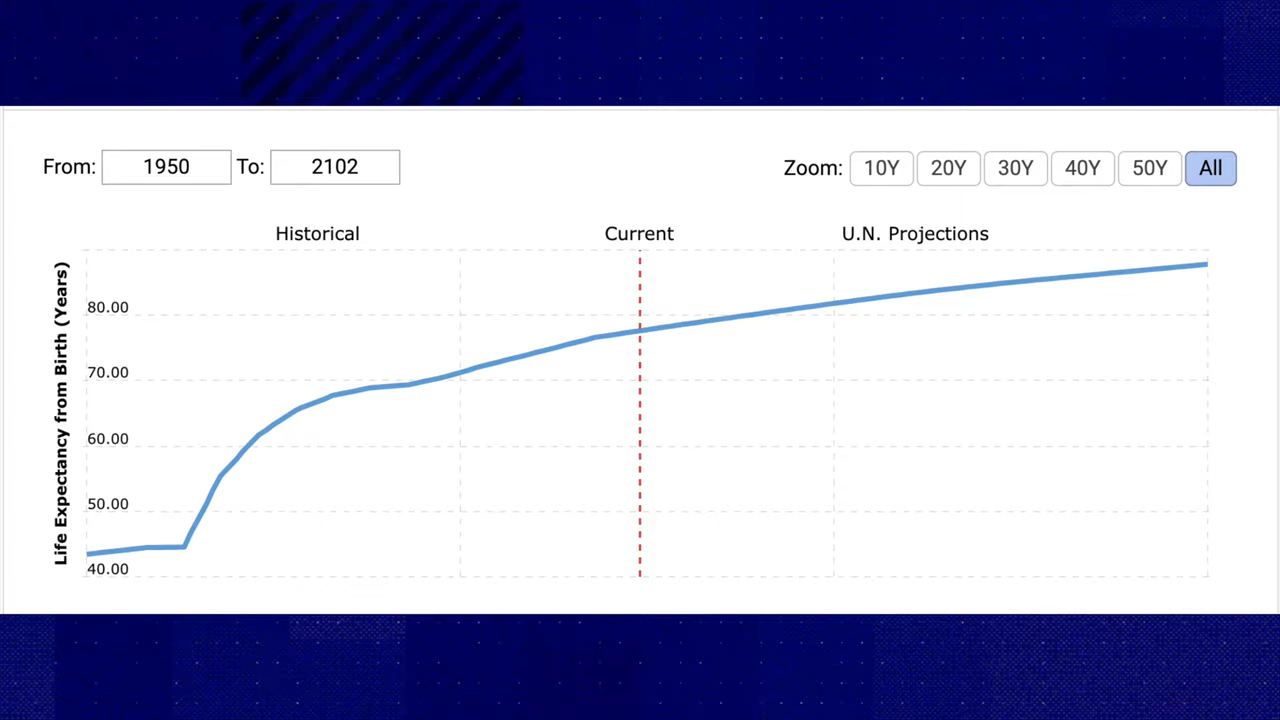 From: 1950 To: 2102
Zoom: 10Y 20Y 30Y 40Y 50Y All
Historical Current U.N. Projections
Life Expectancy from Birth (Years)
80.00
70.00
60.00
50.00
40.00